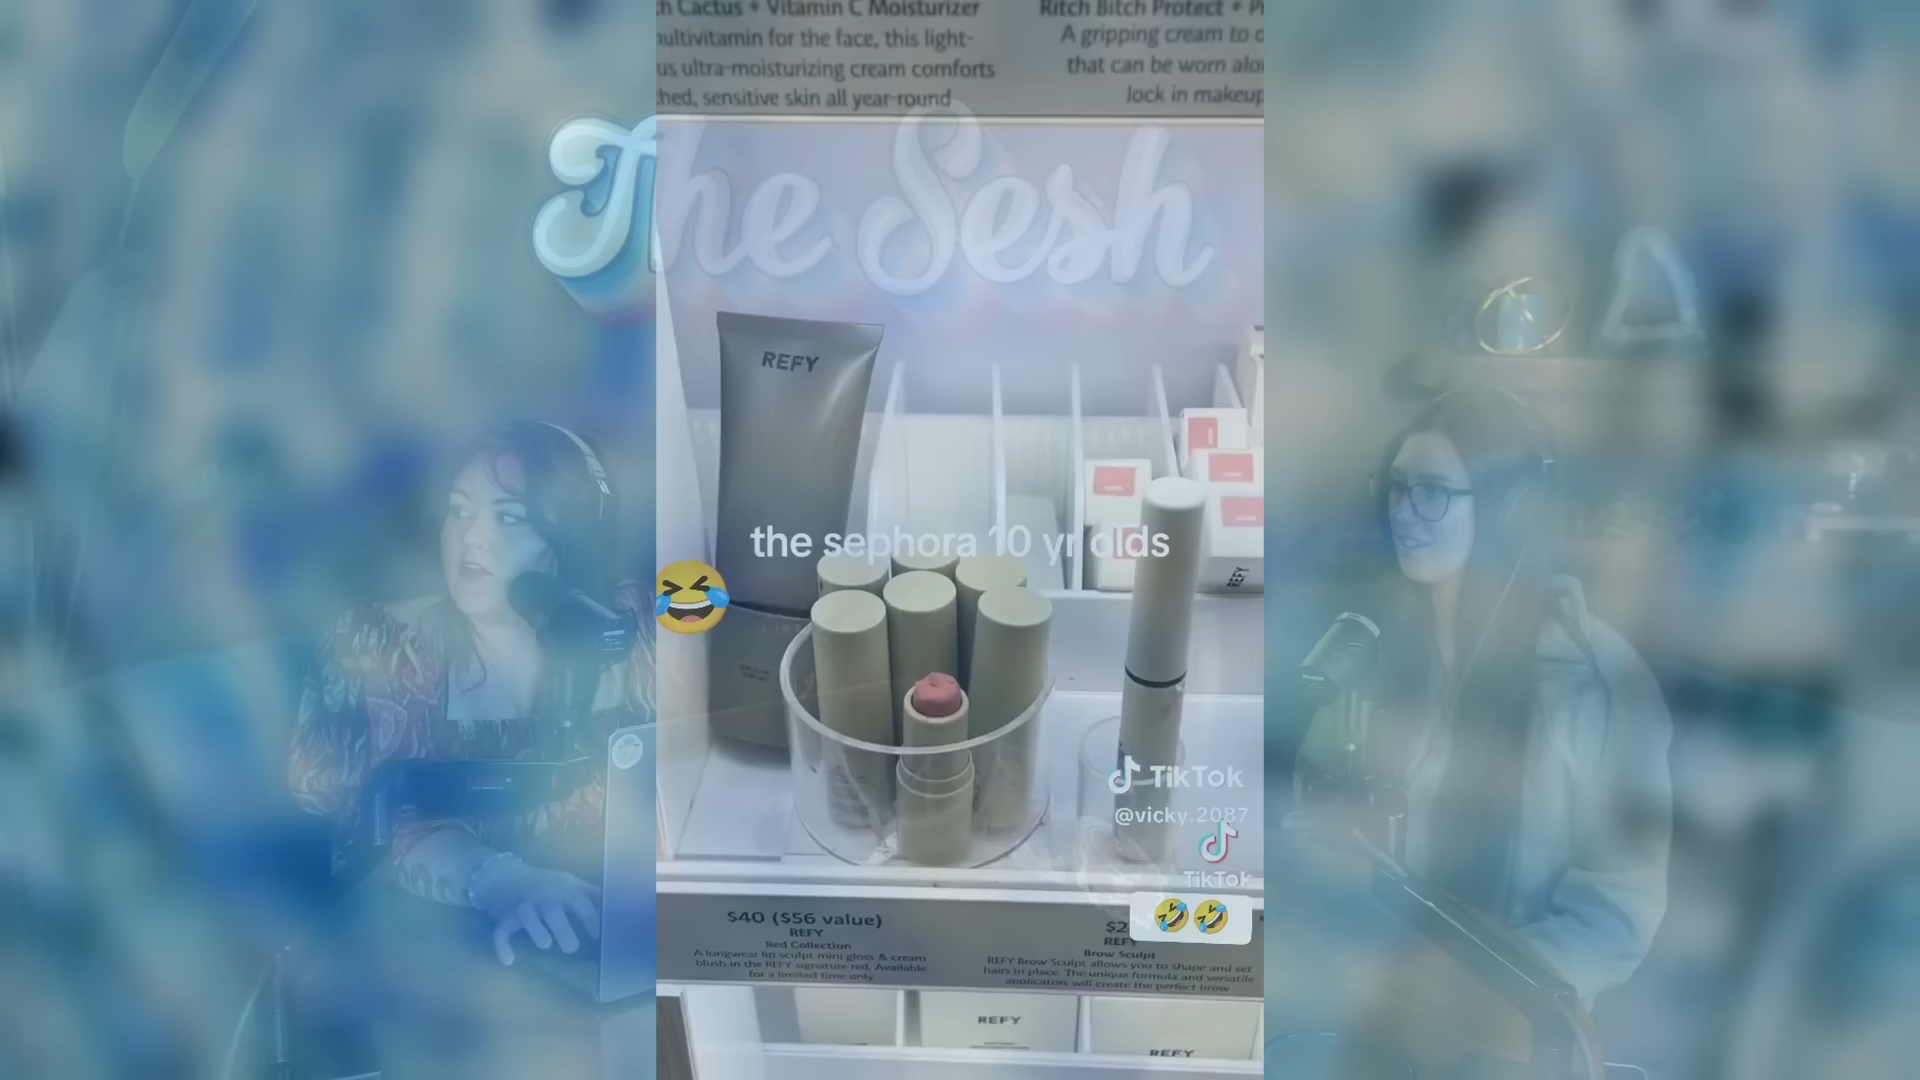 h Cactus + Vitamin C Moisturizer
ultivitamin for the face, this light-
us ultra-moisturizing cream comforts
hed, sensitive skin all year-round
Ritch Bitch Protect + P
A gripping cream to
that can be worn alo
lock in makeup
The Sesh
REFY
the sephora 10 yr olds
REFY
TikTok
@vicky.2087
TikTok
$40 ($56 value)
REFY
Red Collection
A longwear lip sculpt mini gloss & cream
blush in the REFY signature red. Available
for a limited time only.
$2
REFY
Brow Sculpt
REFY Brow Sculpt allows you to shape and set
hairs in place. The unique formula and versatile
applicators will create the perfect brow
REFY
REFY